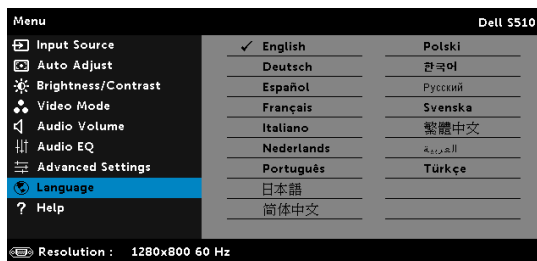 Menu Dell S510
Input Source
Auto Adjust
Brightness/Contrast
Video Mode
Audio Volume
Audio EQ
Advanced Settings
Language
? Help
✓ English Polski
Deutsch 한국어
Español Русский
Français Svenska
Italiano 繁體中文
Nederlands العربية
Português Türkçe
日本語
简体中文
Resolution : 1280x800 60 Hz